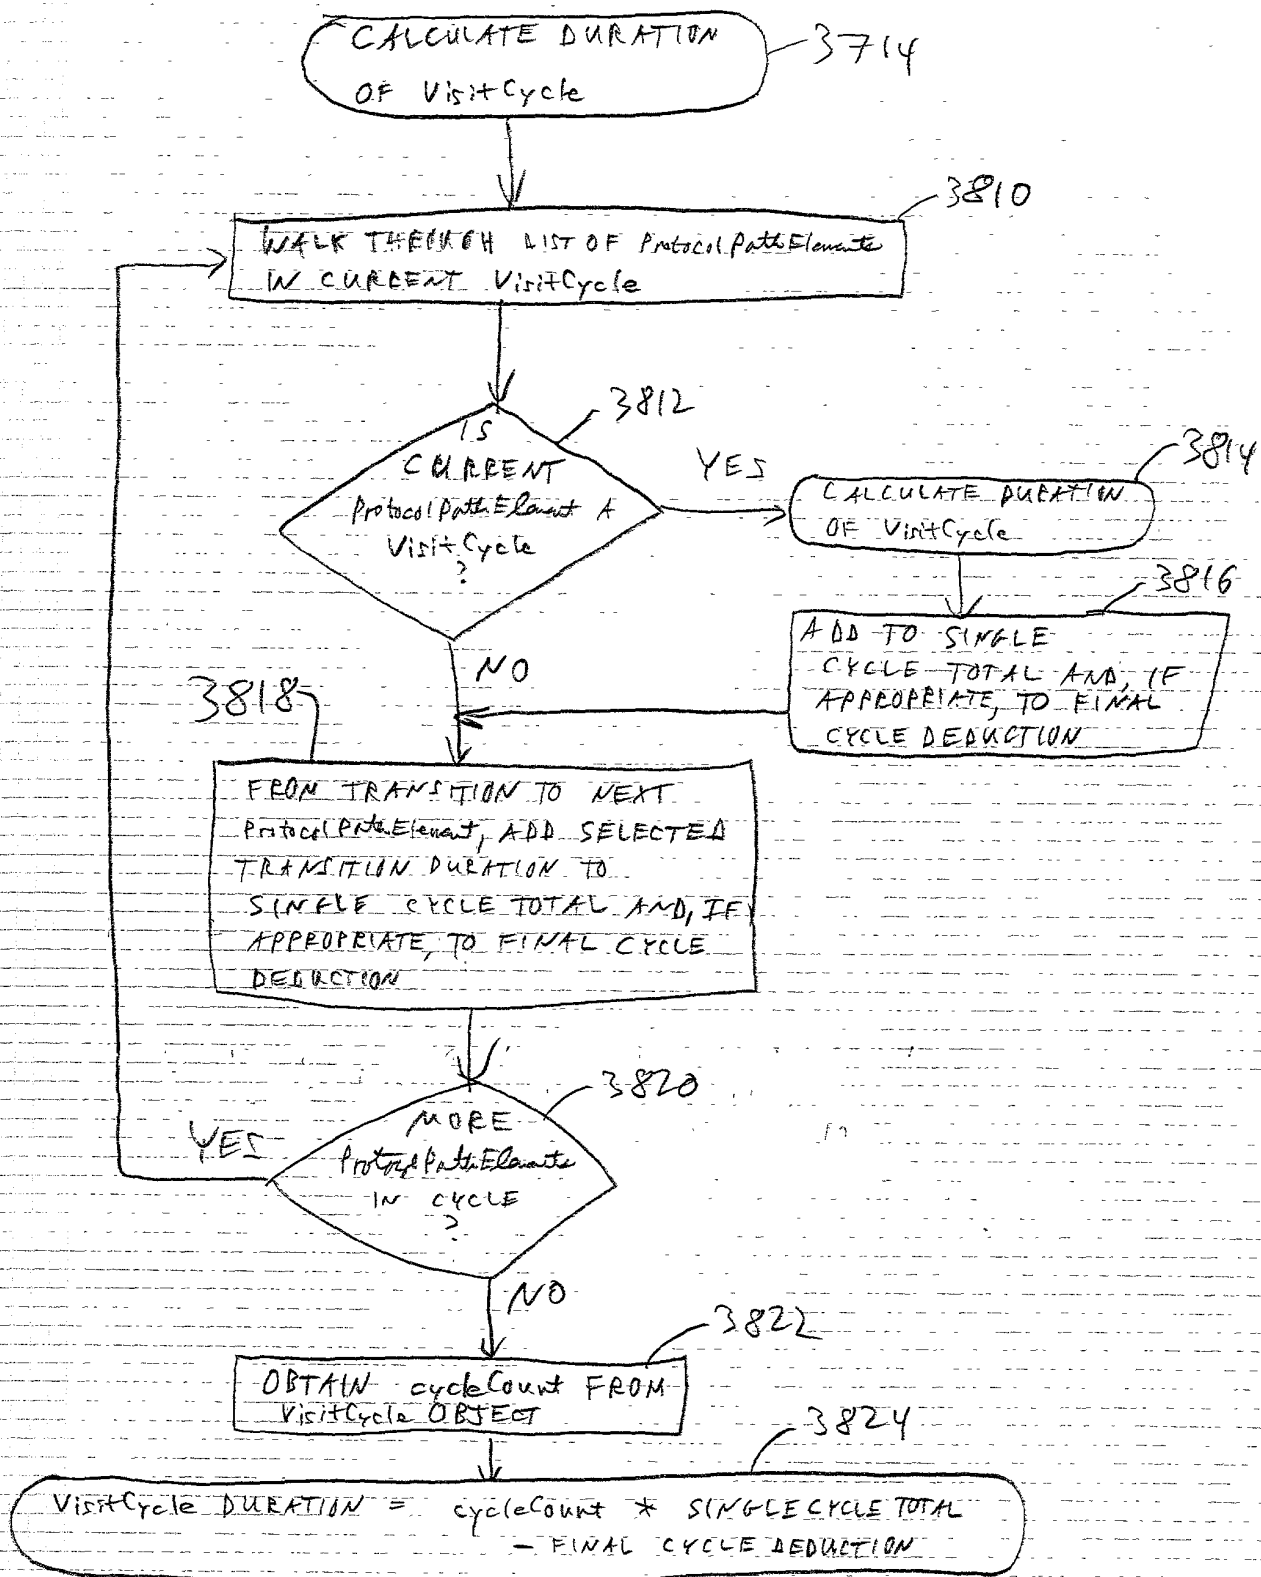 CALCULATE DURATION
OF VisitCycle
3714
3810
WALK THROUGH LIST OF ProtocolPathElements
IN CURRENT VisitCycle
3812
IS
CURRENT
ProtocolPathElement A
VisitCycle
?
YES
3814
CALCULATE DURATION
OF VisitCycle
3816
ADD TO SINGLE
CYCLE TOTAL AND, IF
APPROPRIATE, TO FINAL
CYCLE DEDUCTION
NO
3818
FROM TRANSITION TO NEXT
ProtocolPathElement, ADD SELECTED
TRANSITION DURATION TO
SINGLE CYCLE TOTAL AND, IF
APPROPRIATE, TO FINAL CYCLE
DEDUCTION
3820
MORE
ProtocolPathElements
IN CYCLE
?
YES
NO
3822
OBTAIN cycleCount FROM
VisitCycle OBJECT
3824
VisitCycle DURATION = cycleCount * SINGLE CYCLE TOTAL
- FINAL CYCLE DEDUCTION